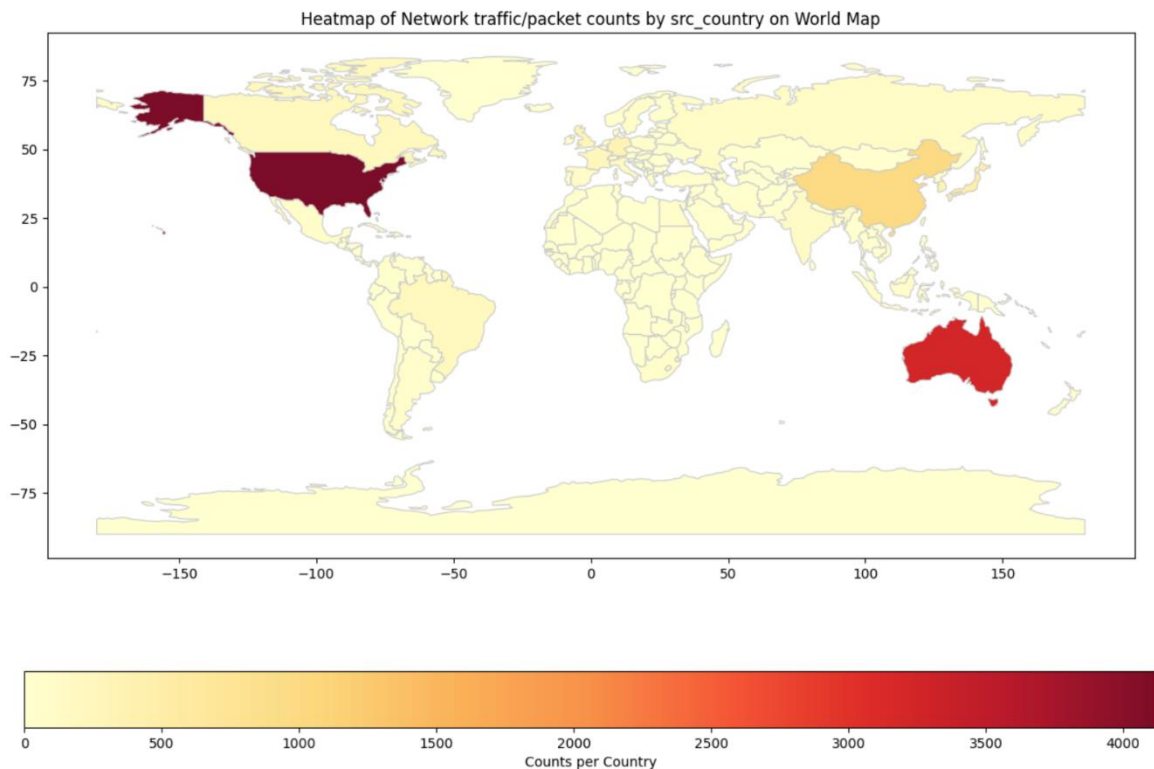 Heatmap of Network traffic/packet counts by src_country on World Map
75
50
25
0
−25
−50
−75
−150 −100 −50 0 50 100 150
0 500 1000 1500 2000 2500 3000 3500 4000
Counts per Country